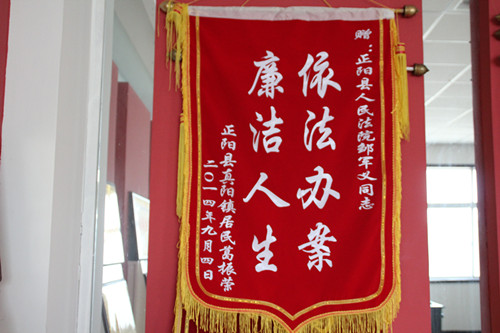 赠：正阳县人民法院邹军义同志
依法办案
廉洁人生
正阳县真阳镇居民葛振荣
二〇一四年九月四日